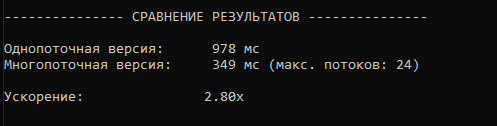 --------------- СРАВНЕНИЕ РЕЗУЛЬТАТОВ ---------------
Однопоточная версия: 978 мс
Многопоточная версия: 349 мс (макс. потоков: 24)
Ускорение: 2.80x